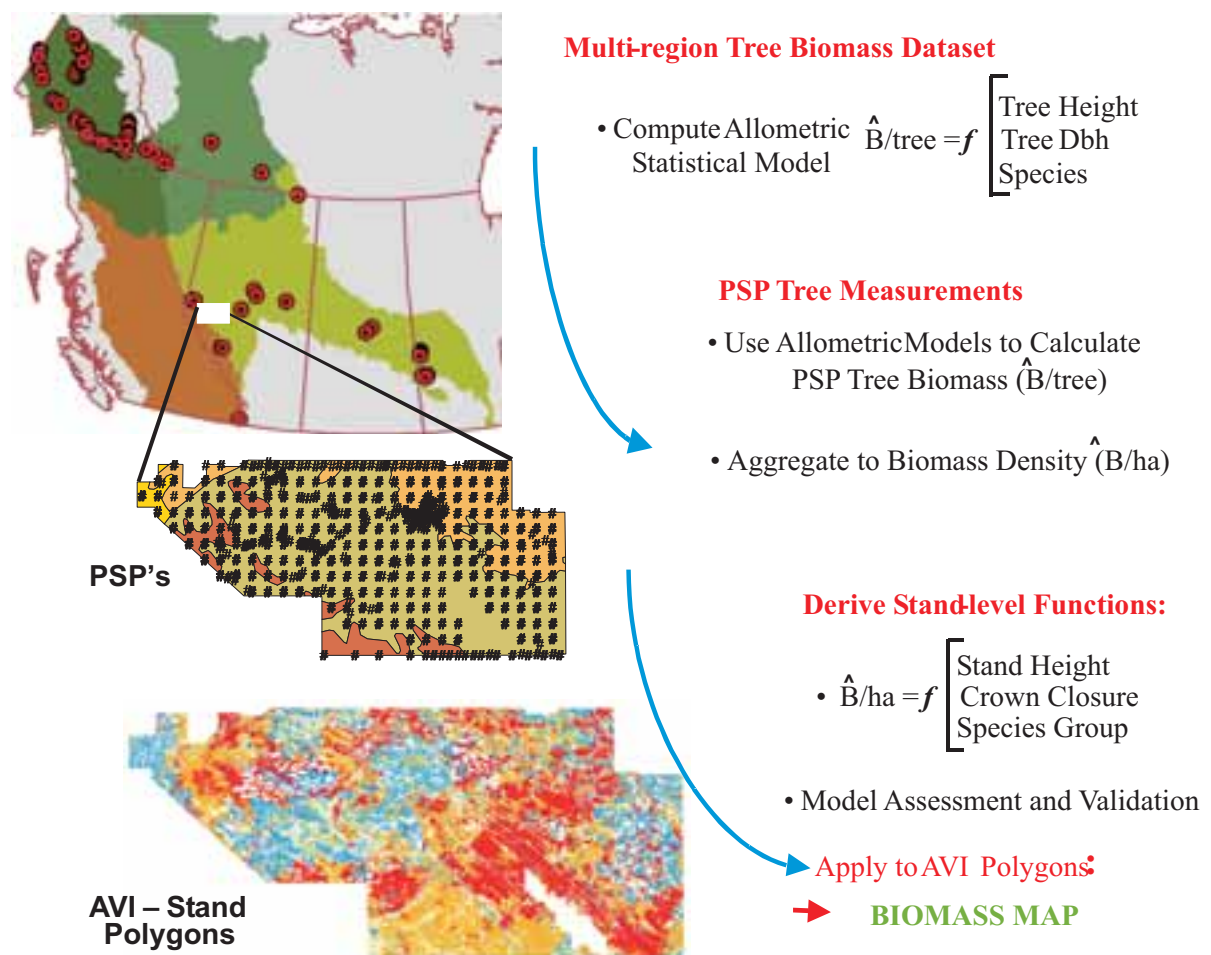 Multi-region Tree Biomass Dataset
• Compute Allometric
Statistical Model
B̂/tree = f
Tree Height
Tree Dbh
Species
PSP Tree Measurements
• Use Allometric Models to Calculate
PSP Tree Biomass (B̂/tree)
• Aggregate to Biomass Density (B̂/ha)
PSP's
Derive Stand-level Functions:
• B̂/ha = f
Stand Height
Crown Closure
Species Group
• Model Assessment and Validation
Apply to AVI Polygons:
BIOMASS MAP
AVI – Stand
Polygons